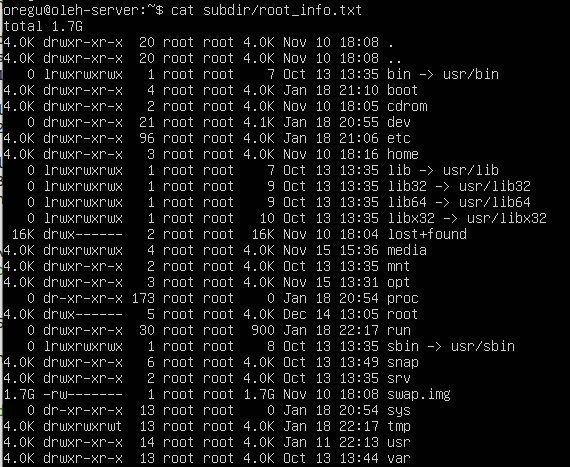 oregu@oleh-server:~$ cat subdir/root_info.txt
total 1.7G
4.0K drwxr-xr-x  20 root root 4.0K Nov 10 18:08 .
4.0K drwxr-xr-x  20 root root 4.0K Nov 10 18:08 ..
   0 lrwxrwxrwx   1 root root    7 Oct 13 13:35 bin -> usr/bin
4.0K drwxr-xr-x   4 root root 4.0K Jan 18 21:10 boot
4.0K drwxr-xr-x   2 root root 4.0K Nov 10 18:05 cdrom
   0 drwxr-xr-x  21 root root 4.1K Jan 18 20:55 dev
4.0K drwxr-xr-x  96 root root 4.0K Jan 18 21:06 etc
4.0K drwxr-xr-x   3 root root 4.0K Nov 10 18:16 home
   0 lrwxrwxrwx   1 root root    7 Oct 13 13:35 lib -> usr/lib
   0 lrwxrwxrwx   1 root root    9 Oct 13 13:35 lib32 -> usr/lib32
   0 lrwxrwxrwx   1 root root    9 Oct 13 13:35 lib64 -> usr/lib64
   0 lrwxrwxrwx   1 root root   10 Oct 13 13:35 libx32 -> usr/libx32
 16K drwx------   2 root root  16K Nov 10 18:04 lost+found
4.0K drwxrwxrwx   4 root root 4.0K Nov 15 15:36 media
4.0K drwxr-xr-x   2 root root 4.0K Oct 13 13:35 mnt
4.0K drwxr-xr-x   3 root root 4.0K Nov 15 13:31 opt
   0 dr-xr-xr-x 173 root root    0 Jan 18 20:54 proc
4.0K drwx------   5 root root 4.0K Dec 14 13:05 root
   0 drwxr-xr-x  30 root root  900 Jan 18 22:17 run
   0 lrwxrwxrwx   1 root root    8 Oct 13 13:35 sbin -> usr/sbin
4.0K drwxr-xr-x   6 root root 4.0K Oct 13 13:49 snap
4.0K drwxr-xr-x   2 root root 4.0K Oct 13 13:35 srv
1.7G -rw-------   1 root root 1.7G Nov 10 18:08 swap.img
   0 dr-xr-xr-x  13 root root    0 Jan 18 20:54 sys
4.0K drwxrwxrwt  13 root root 4.0K Jan 18 22:17 tmp
4.0K drwxr-xr-x  14 root root 4.0K Jan 11 22:13 usr
4.0K drwxr-xr-x  13 root root 4.0K Oct 13 13:44 var